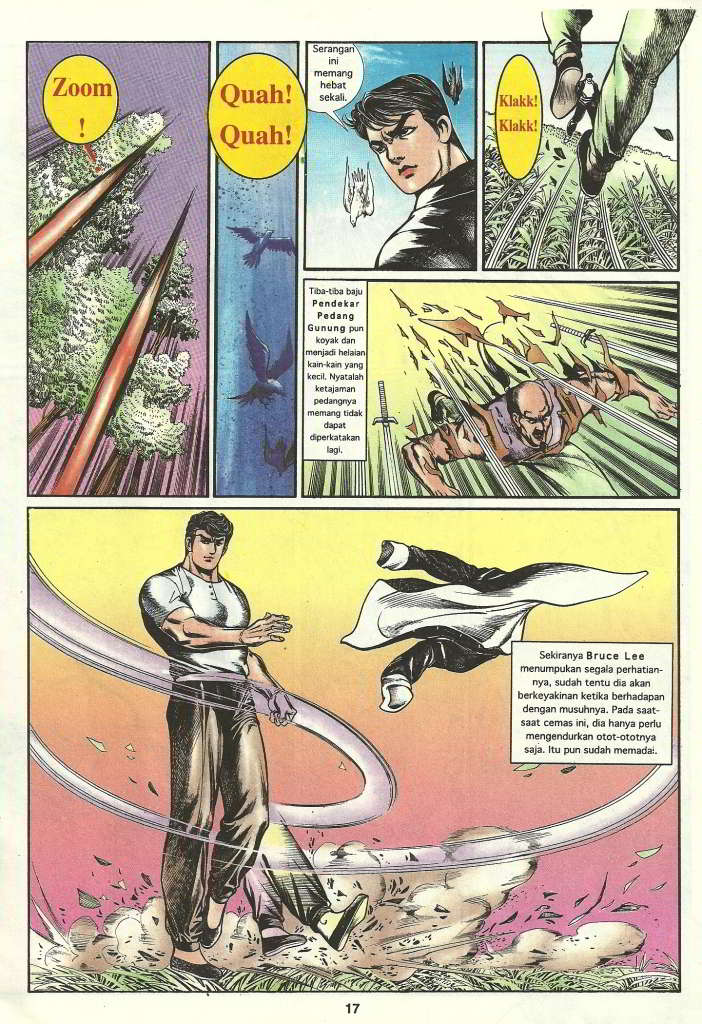 Zoom
!
Quah!
Quah!
Serangan
ini
memang
hebat
sekali.
Klakk!
Klakk!
Tiba-tiba baju
Pendekar
Pedang
Gunung pun
koyak dan
menjadi helaian
kain-kain yang
kecil. Nyatalah
ketajaman
pedangnya
memang tidak
dapat
diperkatakan
lagi.
Sekiranya Bruce Lee
menumpukan segala perhatian-
nya, sudah tentu dia akan
berkeyakinan ketika berhadapan
dengan musuhnya. Pada saat-
saat cemas ini, dia hanya perlu
mengendurkan otot-ototnya
saja. Itu pun sudah memadai.
17